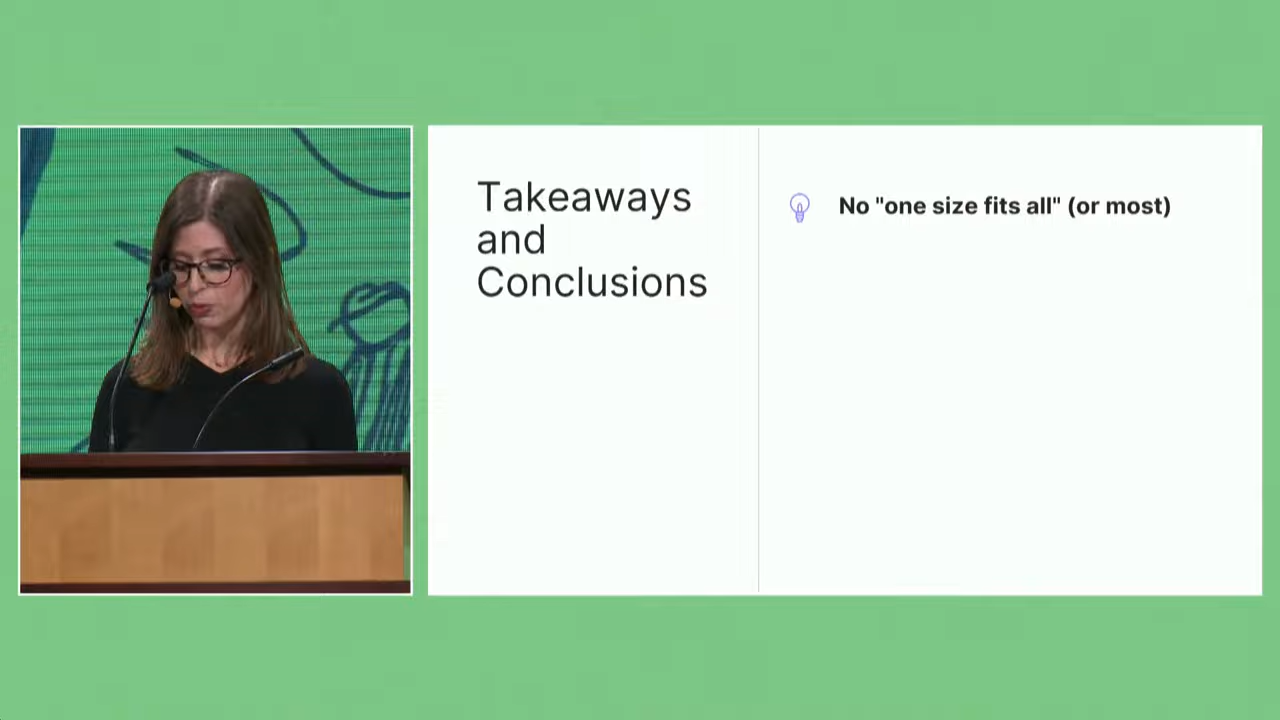 Takeaways
and
Conclusions
No "one size fits all" (or most)